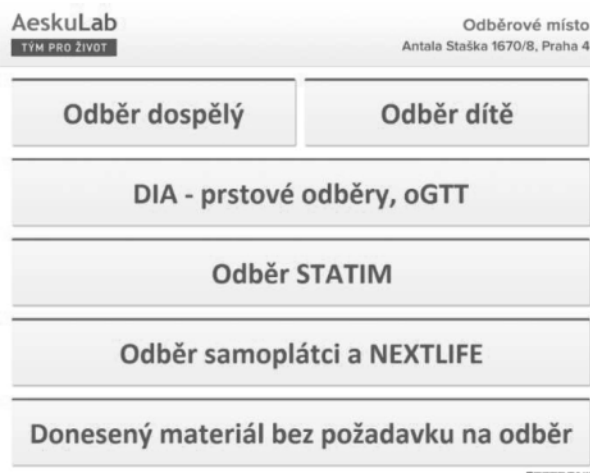 AeskuLab
TÝM PRO ŽIVOT
Odběrové místo
Antala Staška 1670/8, Praha 4
Odběr dospělý
Odběr dítě
DIA - prstové odběry, oGTT
Odběr STATIM
Odběr samoplátci a NEXTLIFE
Donesený materiál bez požadavku na odběr